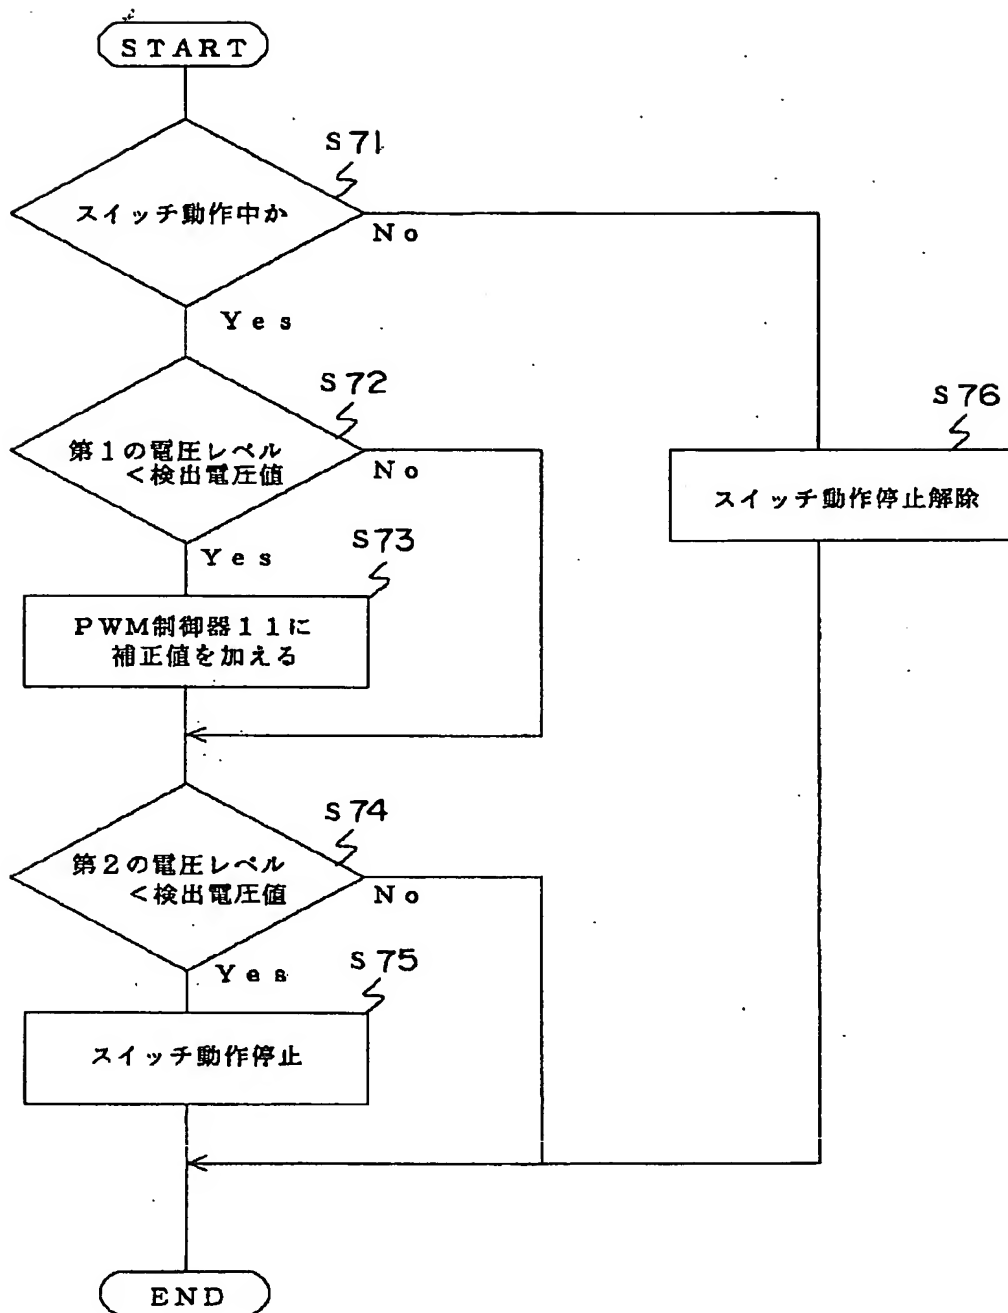 START
S71
スイッチ動作中か
No
Yes
S72
第1の電圧レベル
<検出電圧値
No
Yes
S73
PWM制御器11に
補正値を加える
S74
第2の電圧レベル
<検出電圧値
No
Yes
S75
スイッチ動作停止
S76
スイッチ動作停止解除
END